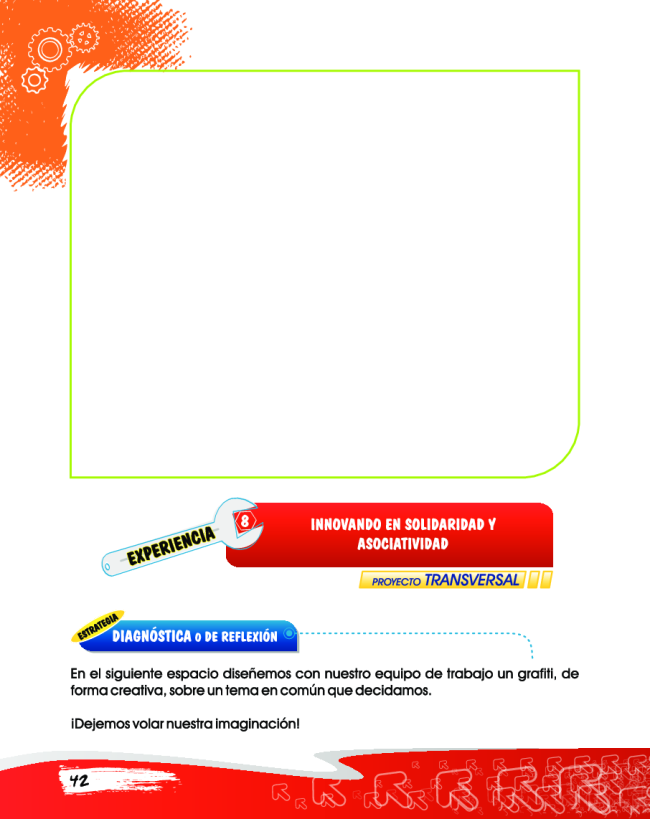 EXPERIENCIA
8
INNOVANDO EN SOLIDARIDAD Y
ASOCIATIVIDAD
PROYECTO TRANSVERSAL
ESTRATEGIA
DIAGNÓSTICA O DE REFLEXIÓN
En el siguiente espacio diseñemos con nuestro equipo de trabajo un grafiti, de
forma creativa, sobre un tema en común que decidamos.
¡Dejemos volar nuestra imaginación!
42